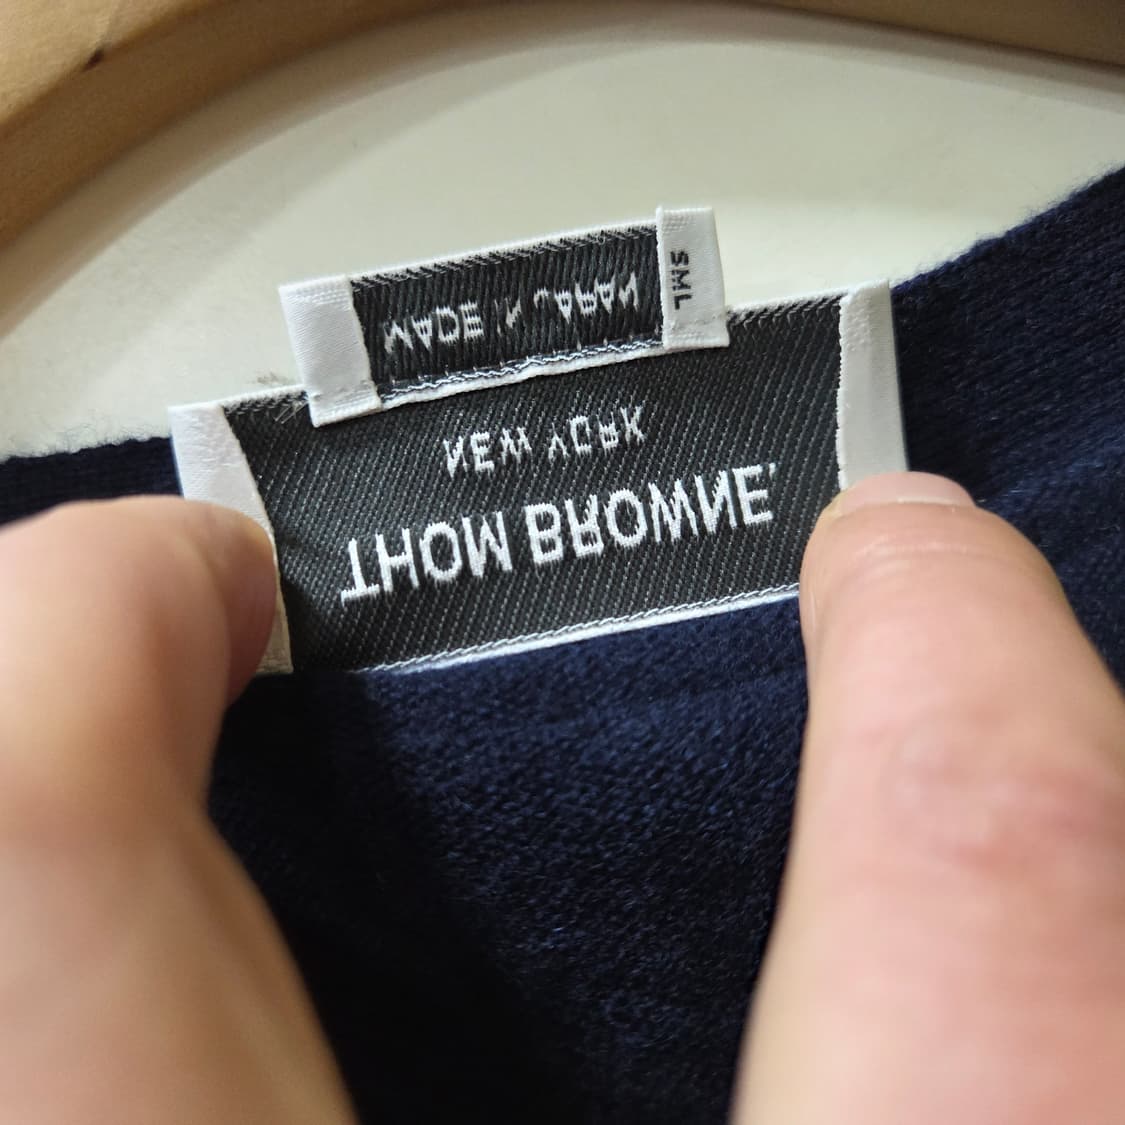 THOM BROWNE.
NEW YORK
MADE IN JAPAN
SML